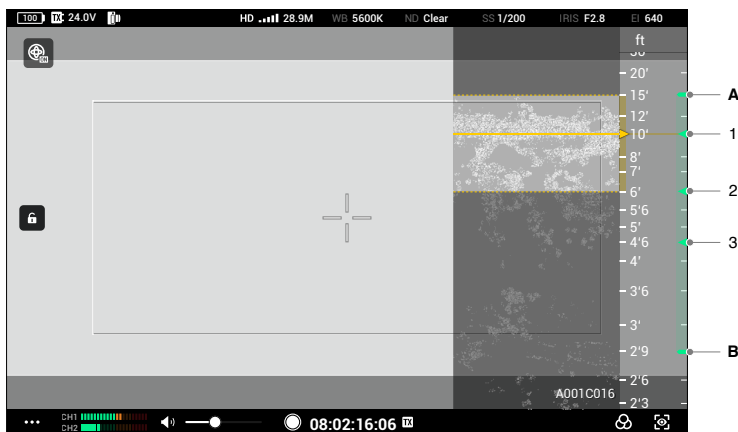 100 TX: 24.0V HD 28.9M WB 5600K ND Clear SS 1/200 IRIS F2.8 EI 640
ft
20'
15' A
12'
10' 1
8'
7'
6' 2
5'6
5'
4'6 3
4'
3'6
3'
2'9 B
2'6
A001C016
2'3
CH1
CH2
08:02:16:06 TX